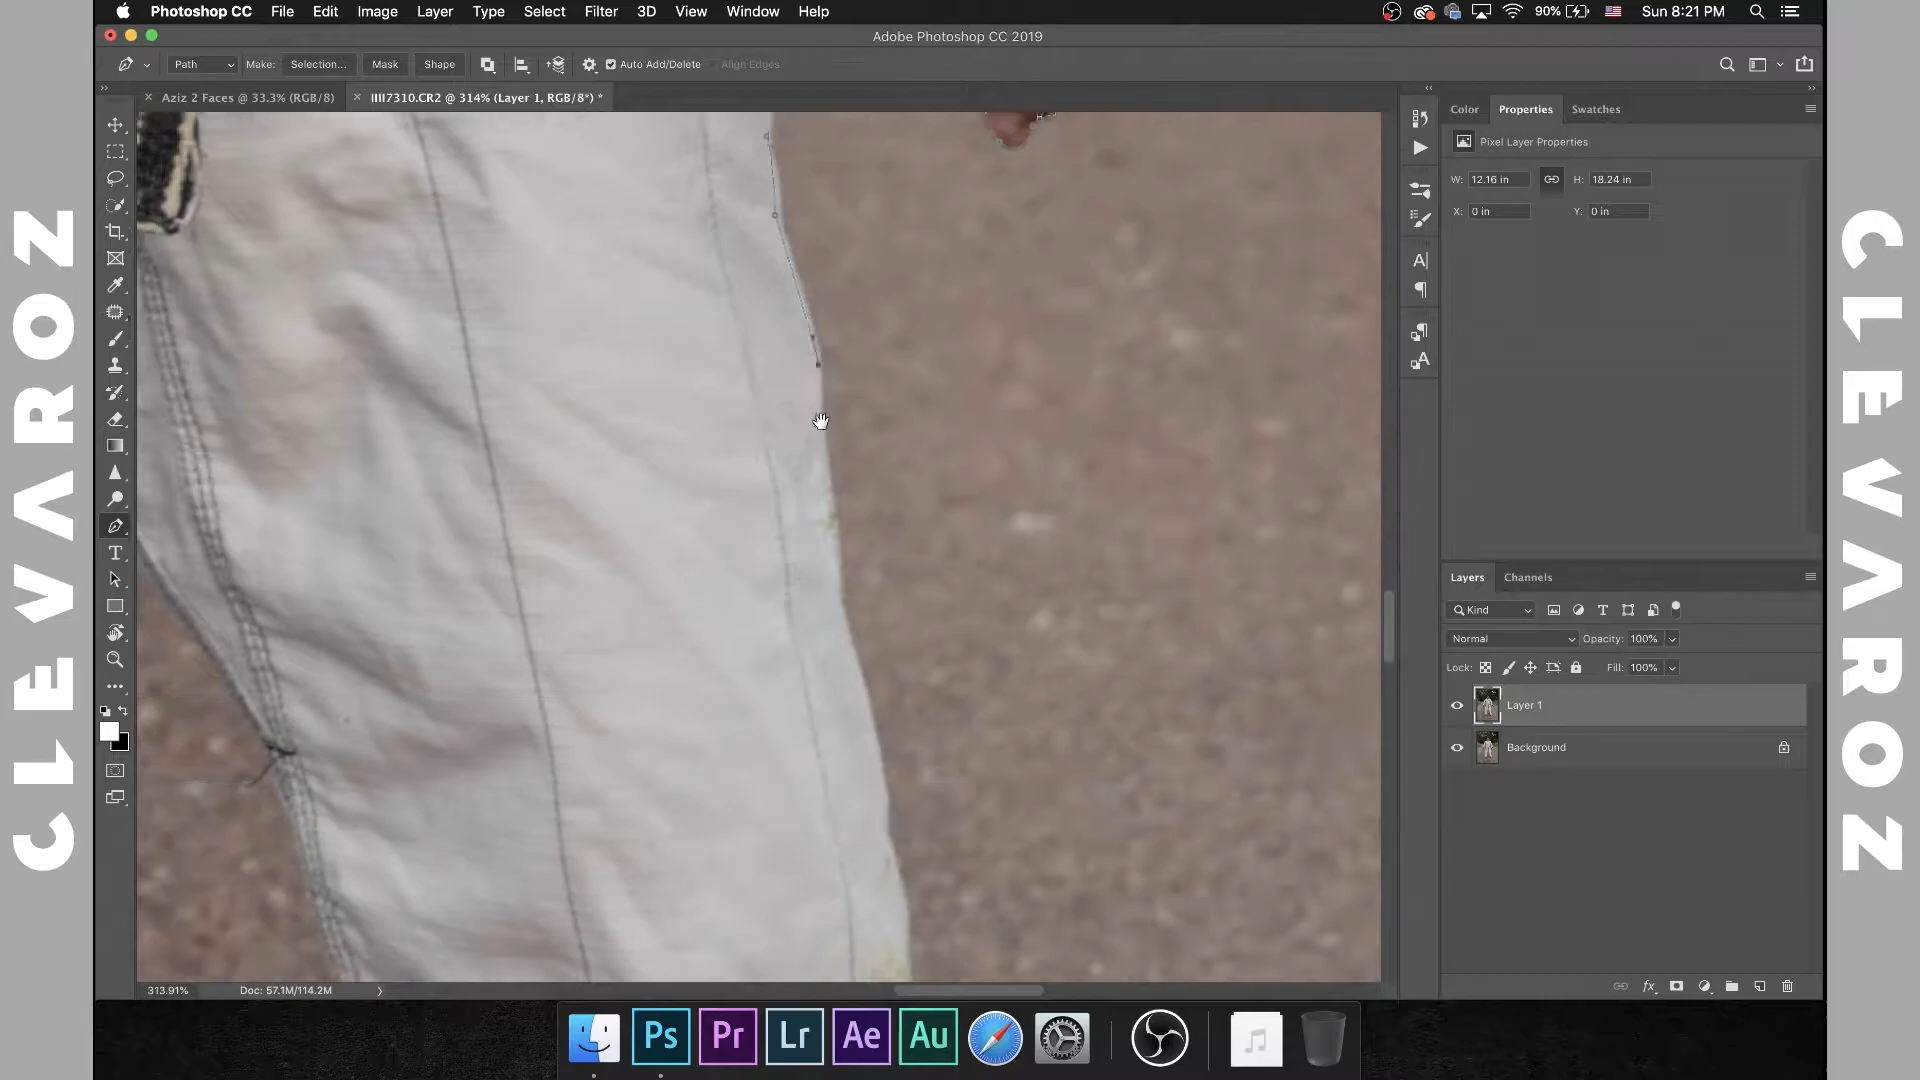 Photoshop CC File Edit Image Layer Type Select Filter 3D View Window Help 90% Sun 8:21 PM
Adobe Photoshop CC 2019
Path Make: Selection... Mask Shape Auto Add/Delete Align Edges
Aziz 2 Faces @ 33.3% (RGB/8) IIII7310.CR2 @ 314% (Layer 1, RGB/8*) *
Color Properties Swatches
Pixel Layer Properties
W: 12.16 in H: 18.24 in
X: 0 in Y: 0 in
Layers Channels
Kind
Normal Opacity: 100%
Lock: Fill: 100%
Layer 1
Background
313.91% Doc: 57.1M/114.2M
Ps Pr Lr Ae Au
CLEVAROZ
CLEVAROZ